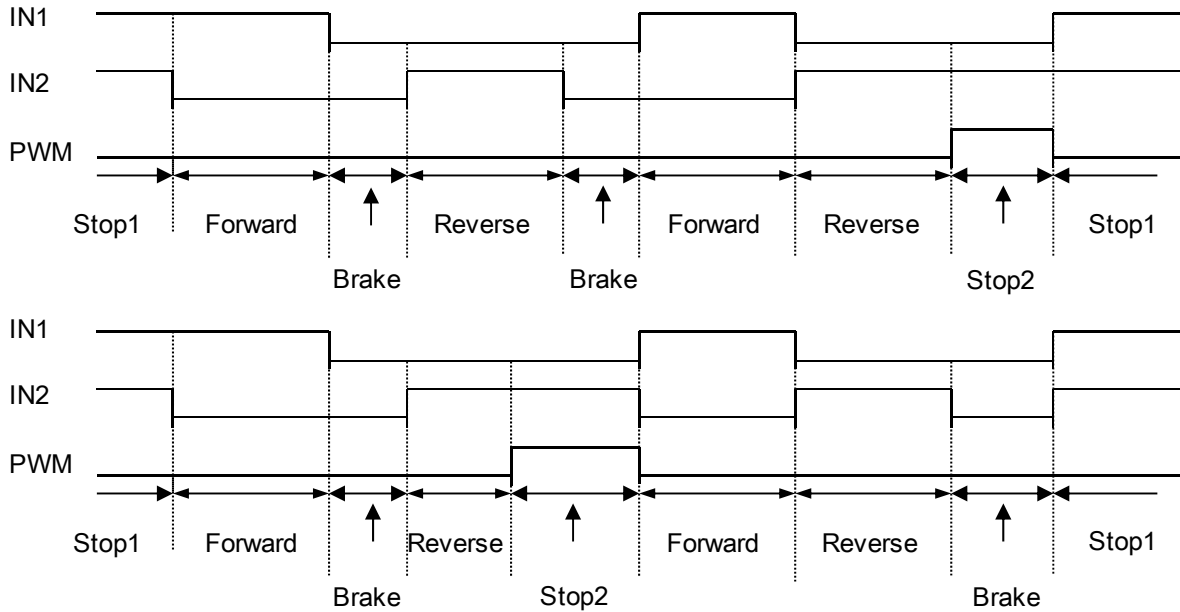 IN1
IN2
PWM
Stop1 Forward Reverse Forward Reverse Stop1
Brake Brake Stop2
IN1
IN2
PWM
Stop1 Forward Reverse Forward Reverse Stop1
Brake Stop2 Brake